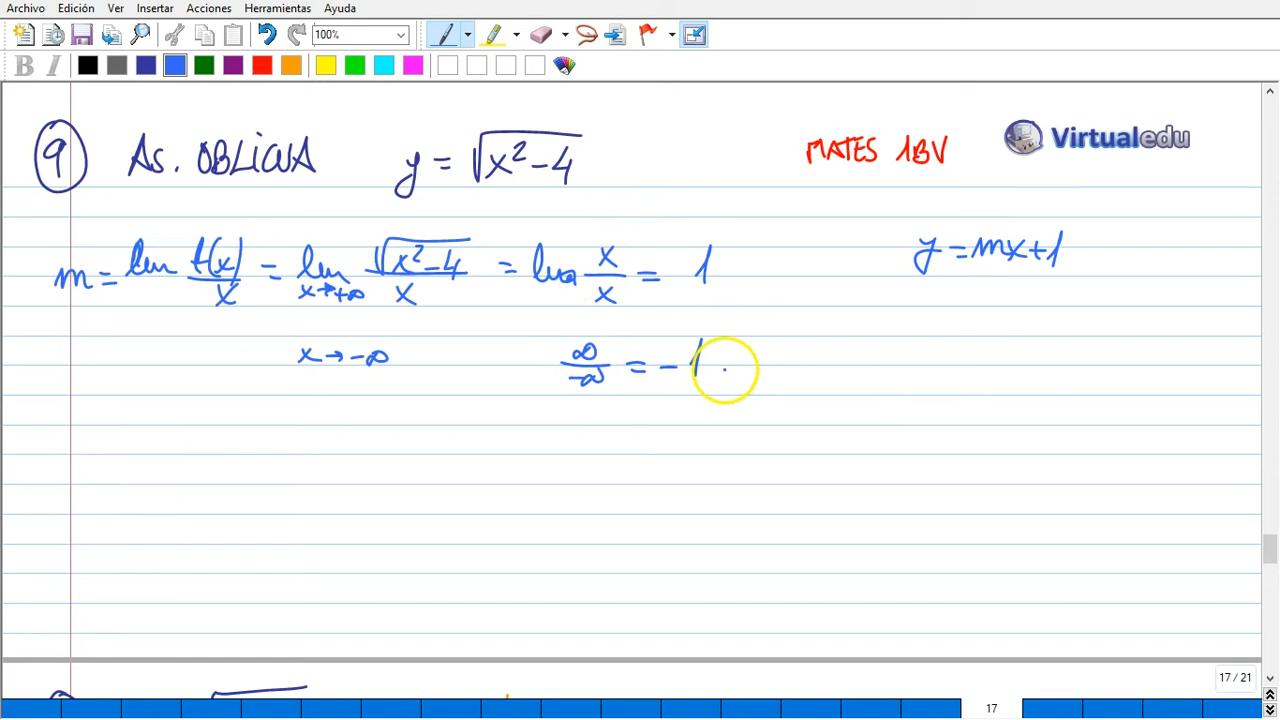 Archivo Edición Ver Insertar Acciones Herramientas Ayuda
100%
B I
9 As. OBLICUA y = √x²-4 MATES 1BV Virtualedu
m = lim f(x)/x = lim x→+∞ √x²-4/x = lim x/x = 1 y = mx+1
x→-∞ ∞/-∞ = -1
17 / 21
17